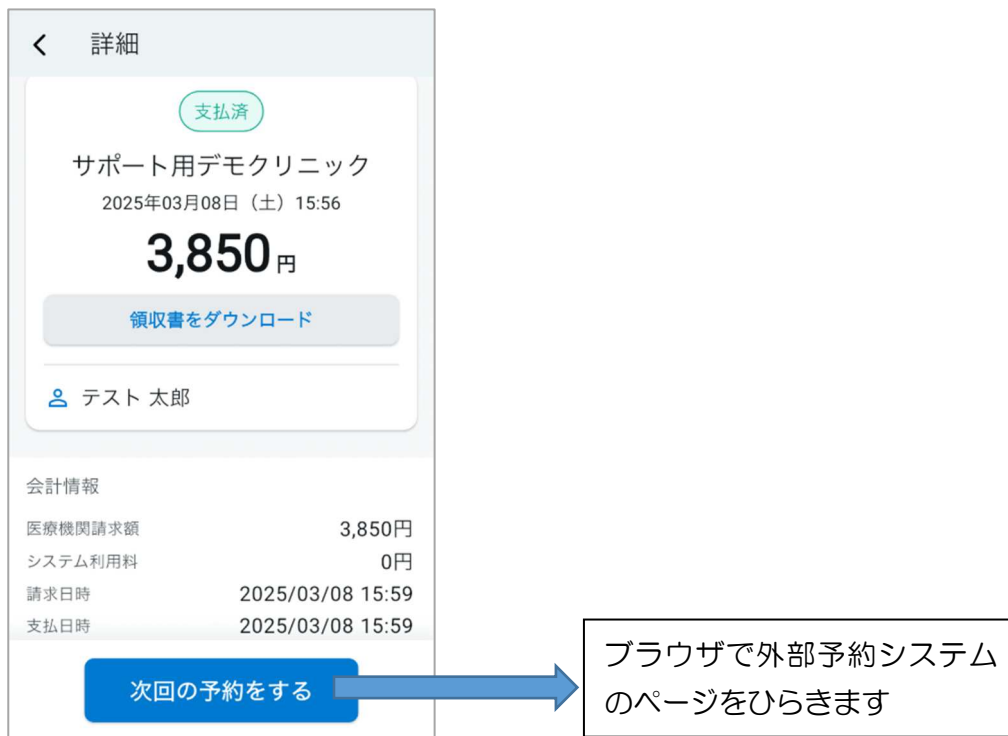 詳細
支払済
サポート用デモクリニック
2025年03月08日（土）15:56
3,850円
領収書をダウンロード
テスト 太郎
会計情報
医療機関請求額 3,850円
システム利用料 0円
請求日時 2025/03/08 15:59
支払日時 2025/03/08 15:59
次回の予約をする
ブラウザで外部予約システム
のページをひらきます